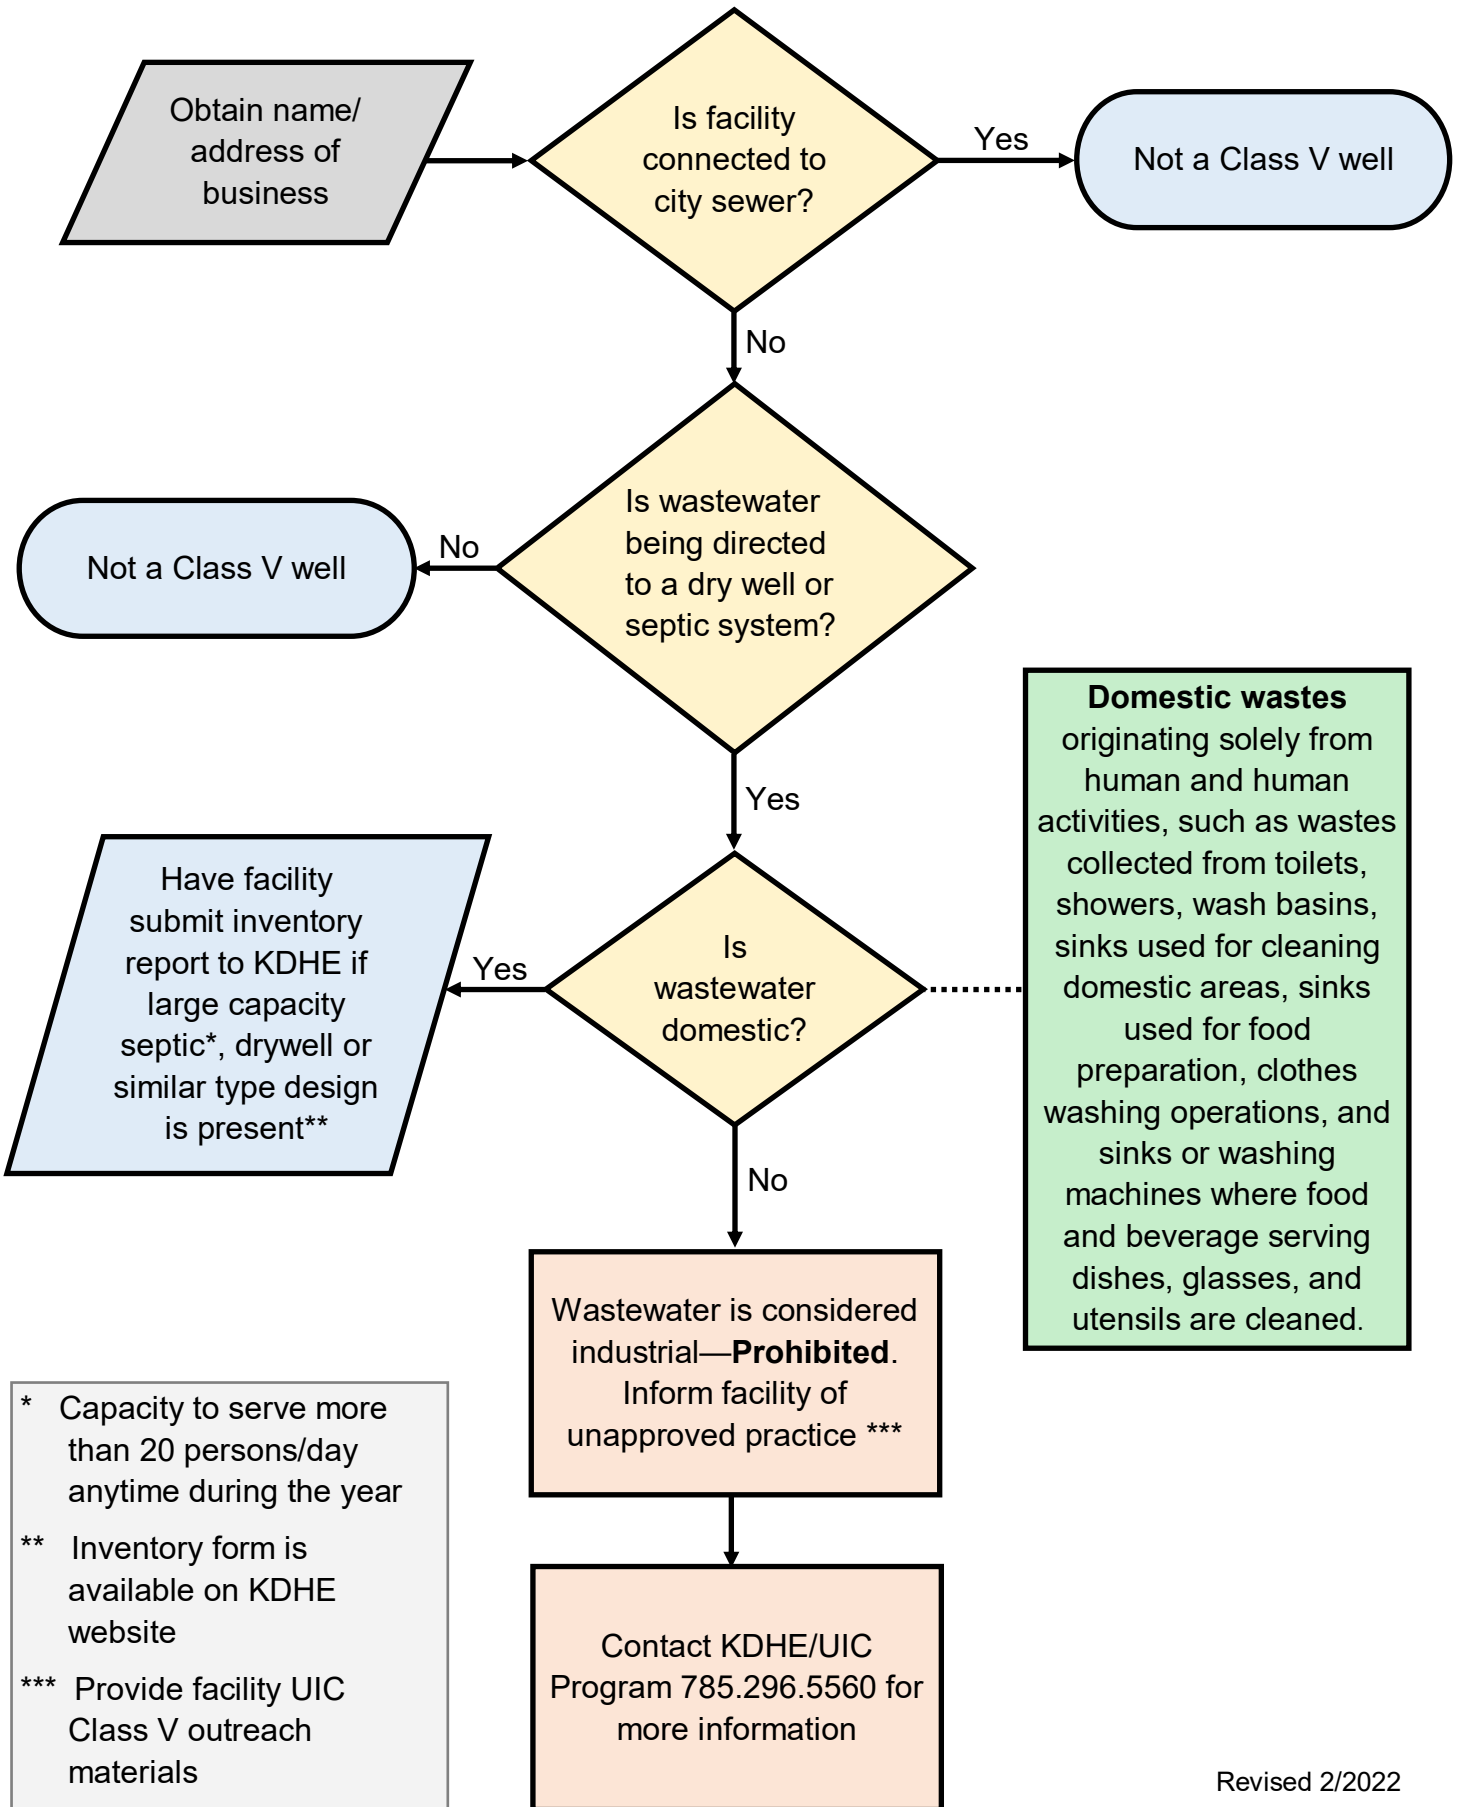 Obtain name/
address of
business
Is facility
connected to
city sewer?
Yes
Not a Class V well
No
Is wastewater
being directed
to a dry well or
septic system?
No
Not a Class V well
Yes
Domestic wastes
originating solely from
human and human
activities, such as wastes
collected from toilets,
showers, wash basins,
sinks used for cleaning
domestic areas, sinks
used for food
preparation, clothes
washing operations, and
sinks or washing
machines where food
and beverage serving
dishes, glasses, and
utensils are cleaned.
Is
wastewater
domestic?
Yes
Have facility
submit inventory
report to KDHE if
large capacity
septic*, drywell or
similar type design
is present**
No
Wastewater is considered
industrial—Prohibited.
Inform facility of
unapproved practice ***
Contact KDHE/UIC
Program 785.296.5560 for
more information
* Capacity to serve more
than 20 persons/day
anytime during the year
** Inventory form is
available on KDHE
website
*** Provide facility UIC
Class V outreach
materials
Revised 2/2022